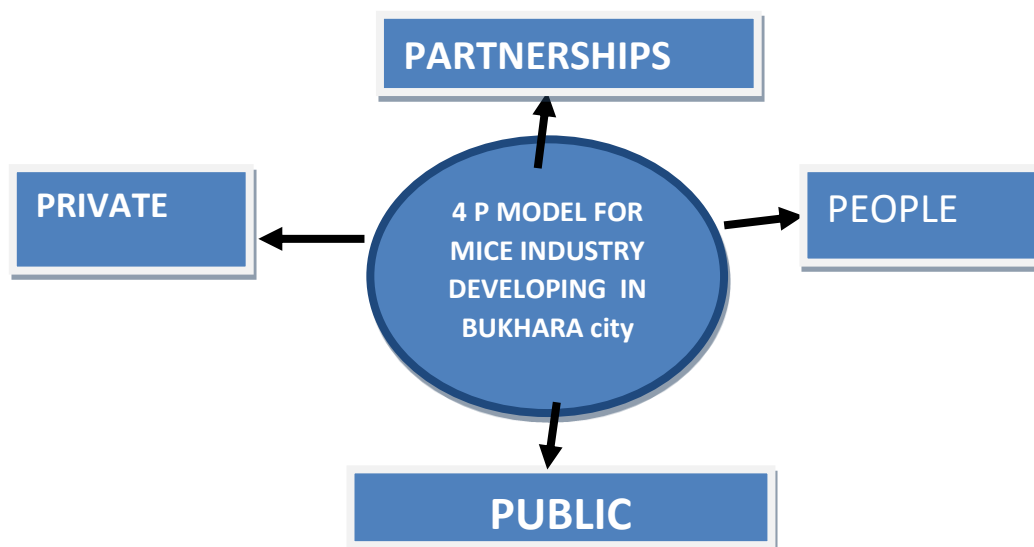 PARTNERSHIPS
PRIVATE
4 P MODEL FOR
MICE INDUSTRY
DEVELOPING IN
BUKHARA city
PEOPLE
PUBLIC